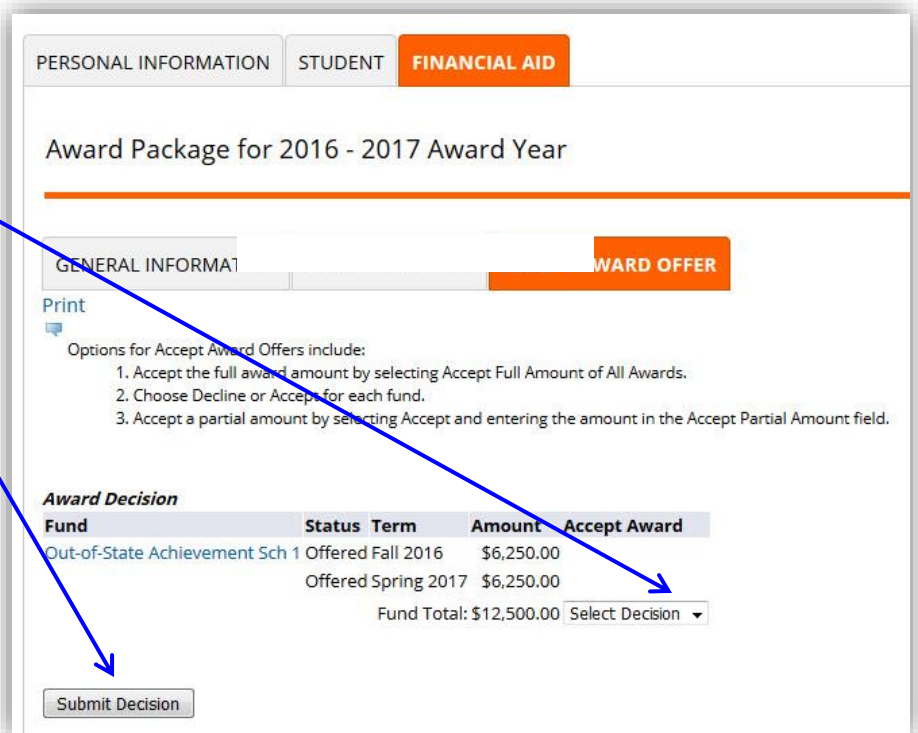 PERSONAL INFORMATION STUDENT FINANCIAL AID
Award Package for 2016 - 2017 Award Year
GENERAL WARD OFFER
Print
Options for Accept Award Offers include:
1. Accept the full award amount by selecting Accept Full Amount of All Awards.
2. Choose Decline or Accept for each fund.
3. Accept a partial amount by selecting Accept and entering the amount in the Accept Partial Amount field.
Award Decision
Fund Status Term Amount Accept Award
Out-of-State Achievement Sch 1 Offered Fall 2016 $6,250.00
Offered Spring 2017 $6,250.00
Fund Total: $12,500.00 Select Decision
Submit Decision